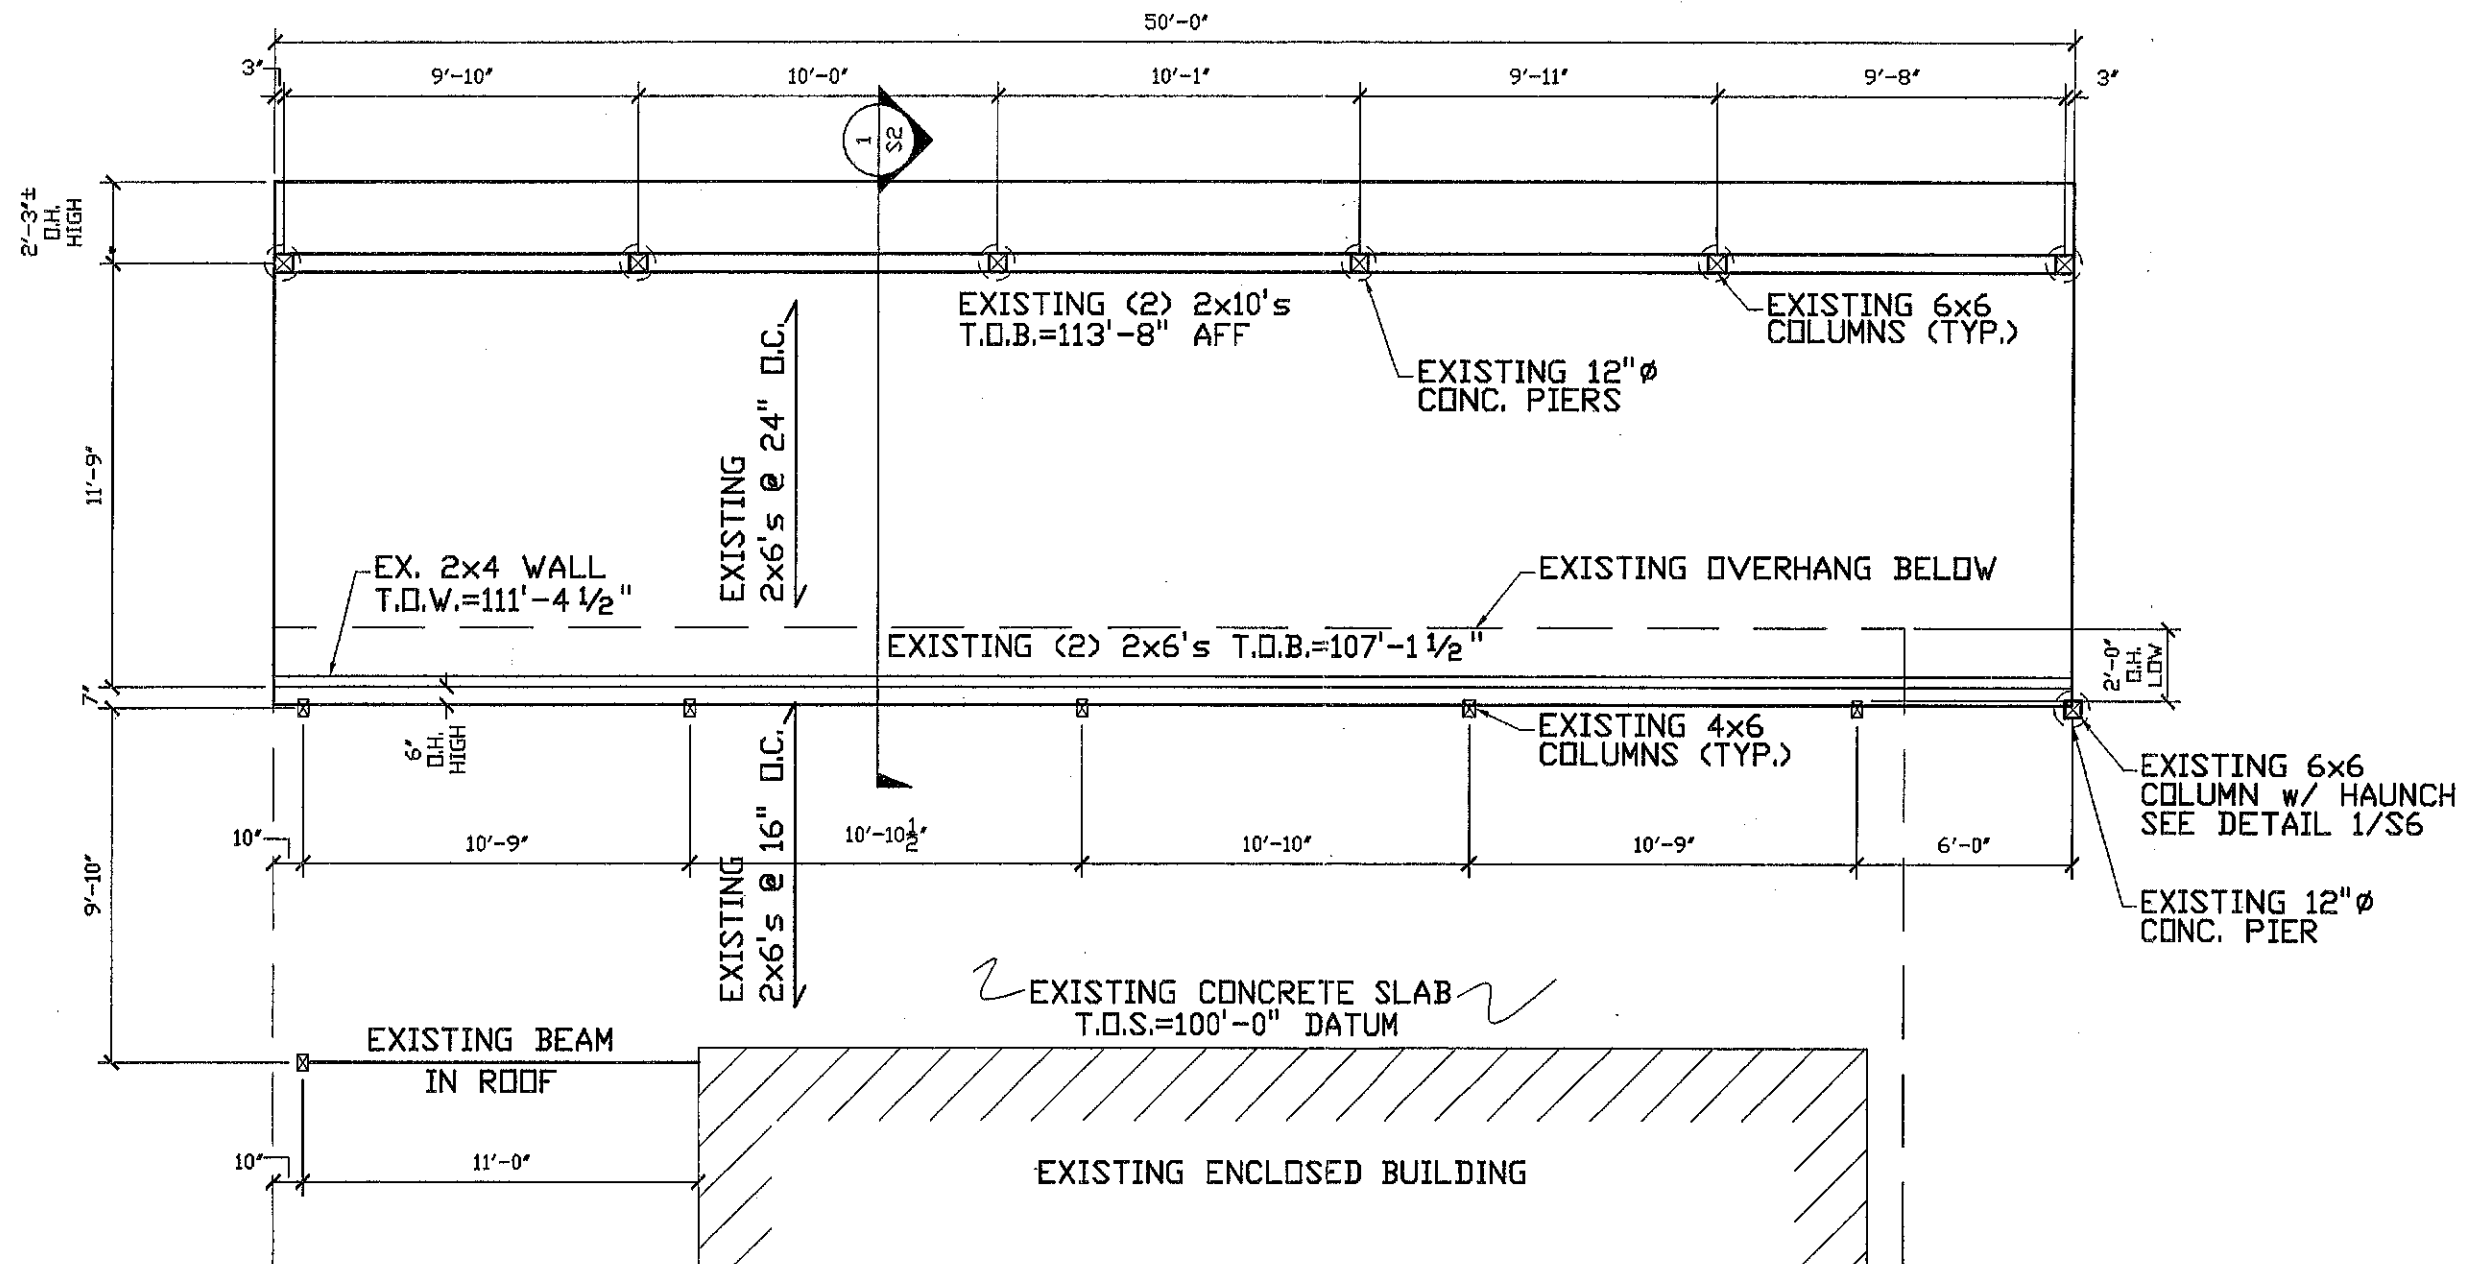 50'-0"
3"
9'-10"
10'-0"
10'-1"
9'-11"
9'-8"
3"
1
S2
2'-3"±
O.H.
HIGH
EXISTING (2) 2x10's
T.O.B.=113'-8" AFF
EXISTING 6x6
COLUMNS (TYP.)
EXISTING 12"ø
CONC. PIERS
11'-9"
EXISTING
2x6's @ 24" O.C.
EX. 2x4 WALL
T.O.W.=111'-4 1/2"
EXISTING OVERHANG BELOW
EXISTING (2) 2x6's T.O.B.=107'-1 1/2"
2'-0"
O.H.
LOW
7"
6"
O.H.
HIGH
EXISTING 4x6
COLUMNS (TYP.)
EXISTING 6x6
COLUMN w/ HAUNCH
SEE DETAIL 1/S6
10"
10'-9"
10'-10 1/2"
10'-10"
10'-9"
6'-0"
9'-10"
EXISTING
2x6's @ 16" O.C.
EXISTING 12"ø
CONC. PIER
EXISTING CONCRETE SLAB
T.O.S.=100'-0" DATUM
EXISTING BEAM
IN ROOF
10"
11'-0"
EXISTING ENCLOSED BUILDING